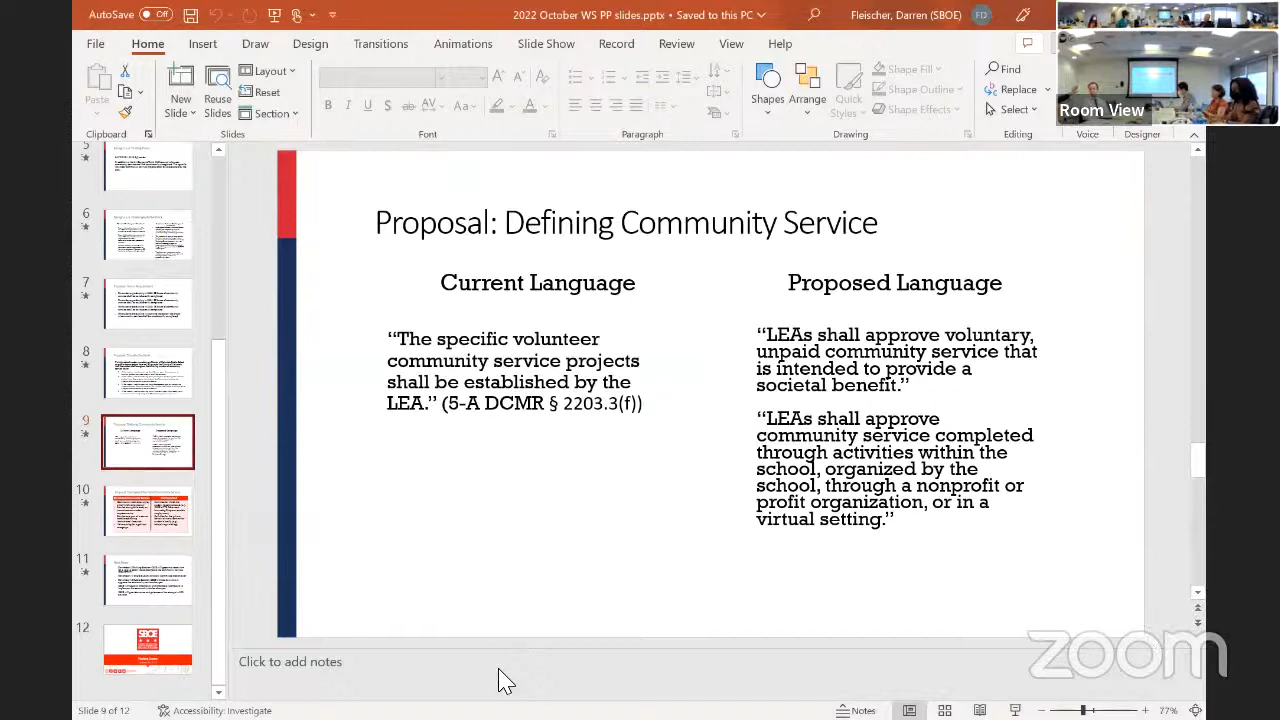 AutoSave Off
2022 October WS PP slides.pptx • Saved to this PC
Fleischer, Darren (SBOE)
FD
File Home Insert Draw Design Transitions Animations Slide Show Record Review View Help
Paste
New Slide
Reuse Slides
Layout
Reset
Section
B I U S ab AV Aa A
Shapes Arrange Quick Styles
Shape Fill
Shape Outline
Shape Effects
Find
Replace
Select
Clipboard Slides Font Paragraph Drawing Editing Voice Designer
Room View
5
6
7
8
9
10
11
12
SBOE
Proposal: Defining Community Service
Current Language
“The specific volunteer
community service projects
shall be established by the
LEA.” (5-A DCMR § 2203.3(f))
Proposed Language
“LEAs shall approve voluntary,
unpaid community service that
is intended to provide a
societal benefit.”
“LEAs shall approve
community service completed
through activities within the
school, organized by the
school, through a nonprofit or
profit organization, or in a
virtual setting.”
Click to add notes
zoom
Slide 9 of 12
Accessibility: Investigate
Notes
77%